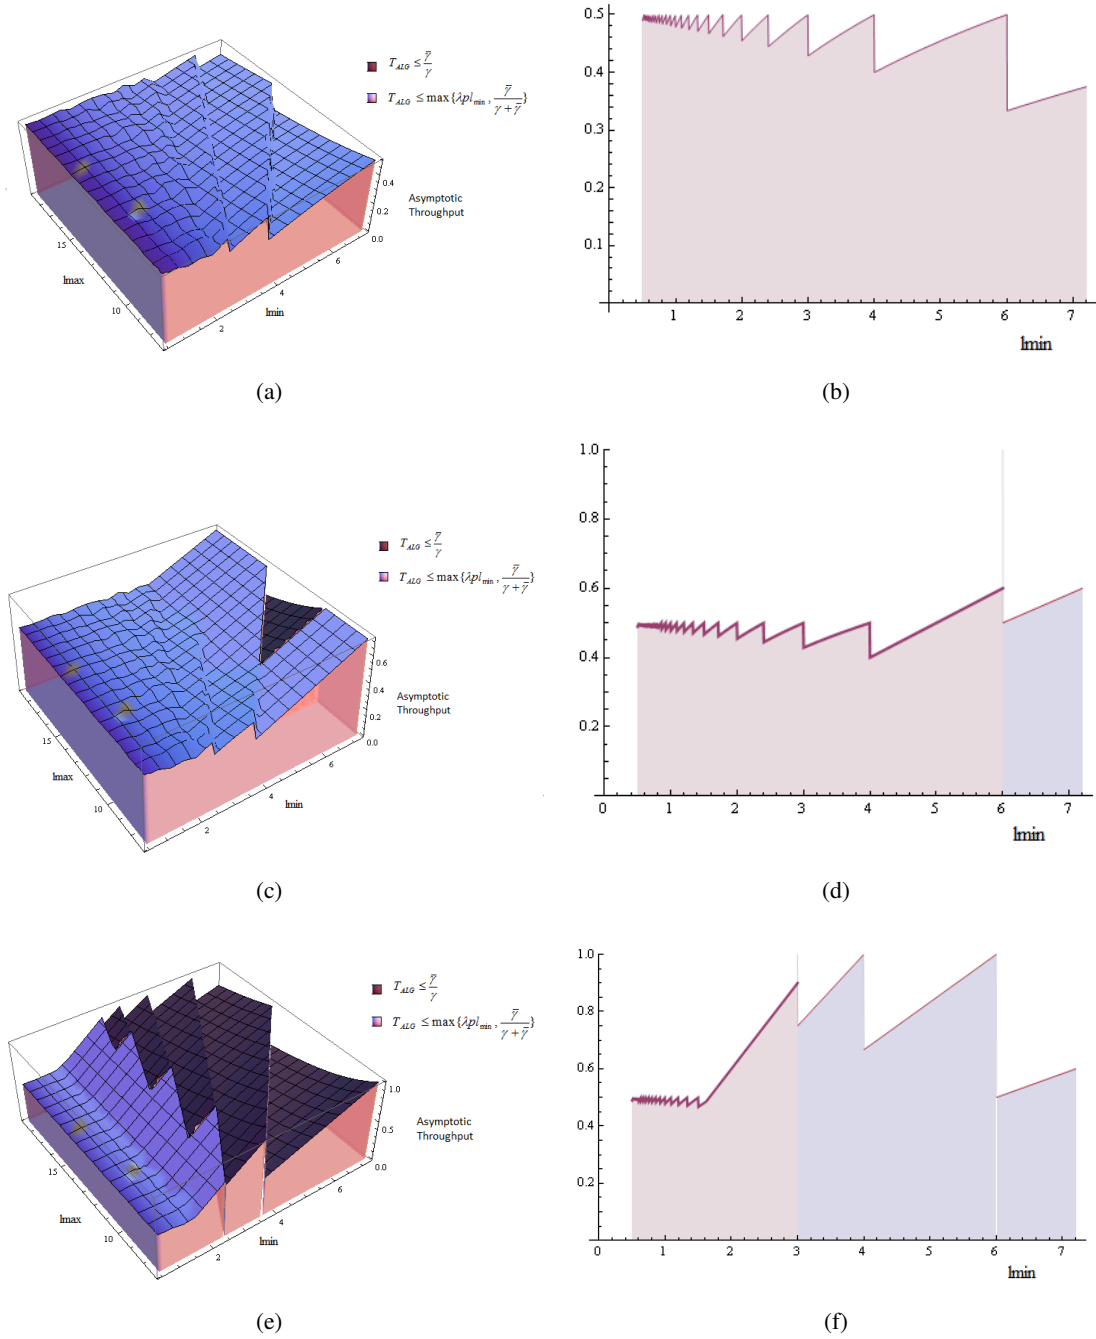 T_ALG ≤ γ̄/γ
T_ALG ≤ max{λpl_min, γ̄/(γ + γ̄)}
0.4
0.2
0.0
Asymptotic
Throughput
15
10
lmax
2
4
6
lmin
(a)
0.5
0.4
0.3
0.2
0.1
1 2 3 4 5 6 7
lmin
(b)
T_ALG ≤ γ̄/γ
T_ALG ≤ max{λpl_min, γ̄/(γ + γ̄)}
0.6
0.4
0.2
0.0
Asymptotic
Throughput
15
10
lmax
2
4
6
lmin
(c)
1.0
0.8
0.6
0.4
0.2
0 1 2 3 4 5 6 7
lmin
(d)
T_ALG ≤ γ̄/γ
T_ALG ≤ max{λpl_min, γ̄/(γ + γ̄)}
1.0
0.5
0.0
Asymptotic
Throughput
15
10
lmax
2
4
6
lmin
(e)
1.0
0.8
0.6
0.4
0.2
0 1 2 3 4 5 6 7
lmin
(f)